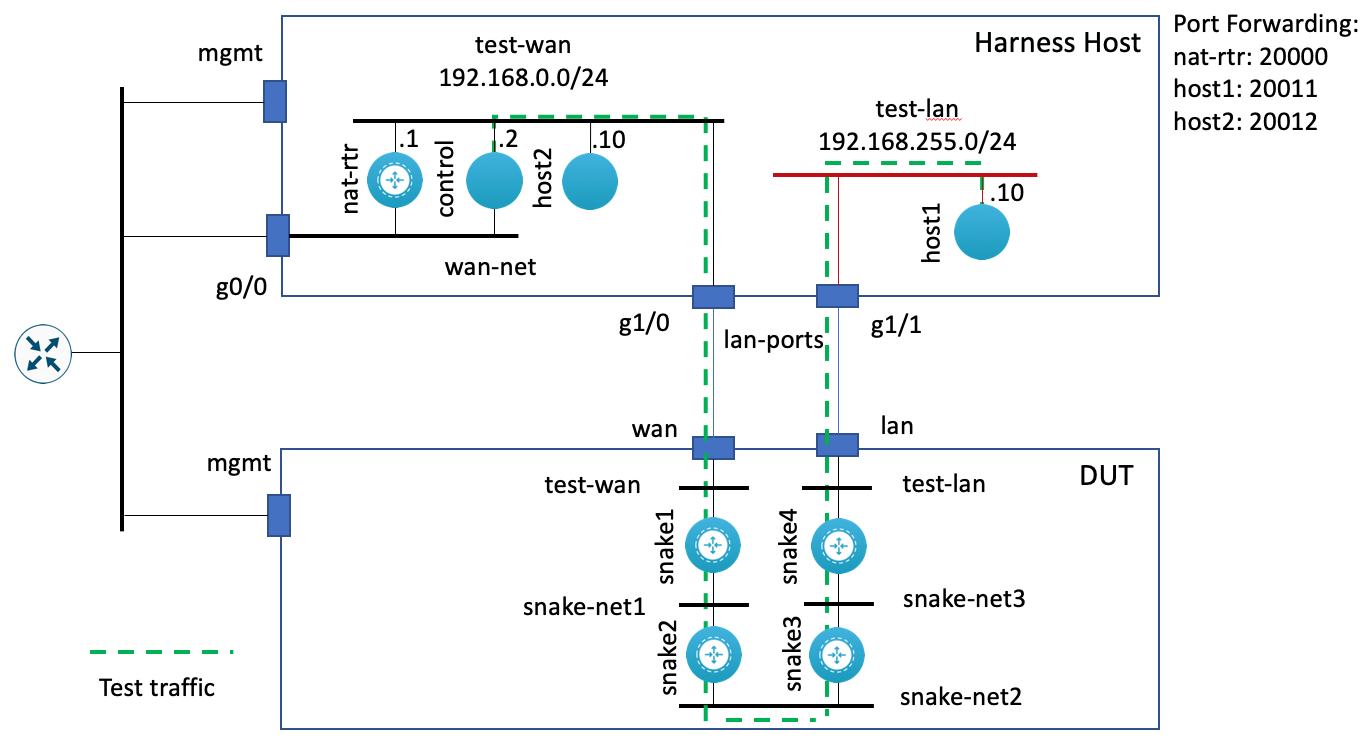 Port Forwarding:
nat-rtr: 20000
host1: 20011
host2: 20012
Harness Host
mgmt
test-wan
192.168.0.0/24
test-lan
192.168.255.0/24
nat-rtr
.1
control
.2
host2
.10
host1
.10
wan-net
g0/0
g1/0
lan-ports
g1/1
wan
lan
mgmt
DUT
test-wan
test-lan
snake1
snake4
snake-net1
snake-net3
snake2
snake3
snake-net2
Test traffic